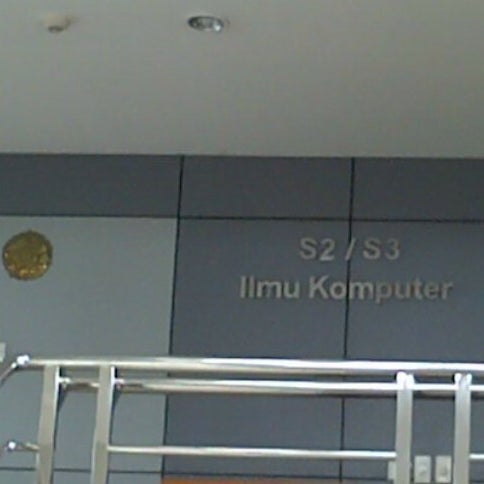 S2 / S3
Ilmu Komputer